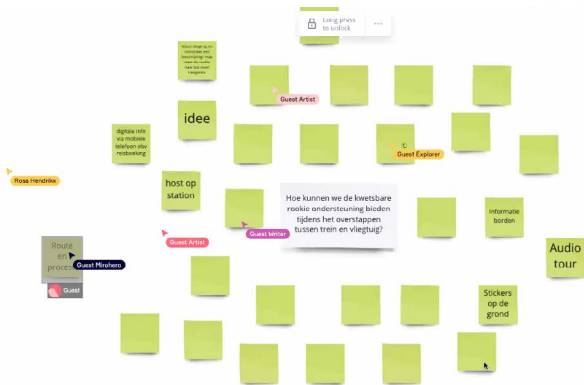 Long press
to unlock
Guest Artist
idee
digitale info
via mobiele
telefoon obv
reisboeking
Guest Explorer
Rosa Hendrikx
host op
station
Hoe kunnen we de kwetsbare
rookie ondersteuning bieden
tijdens het overstappen
tussen trein en vliegtuig?
Informatie
borden
Guest Writer
Guest Artist
Route
en
proces
Guest Mirohero
Guest
Audio
tour
Stickers
op de
grond